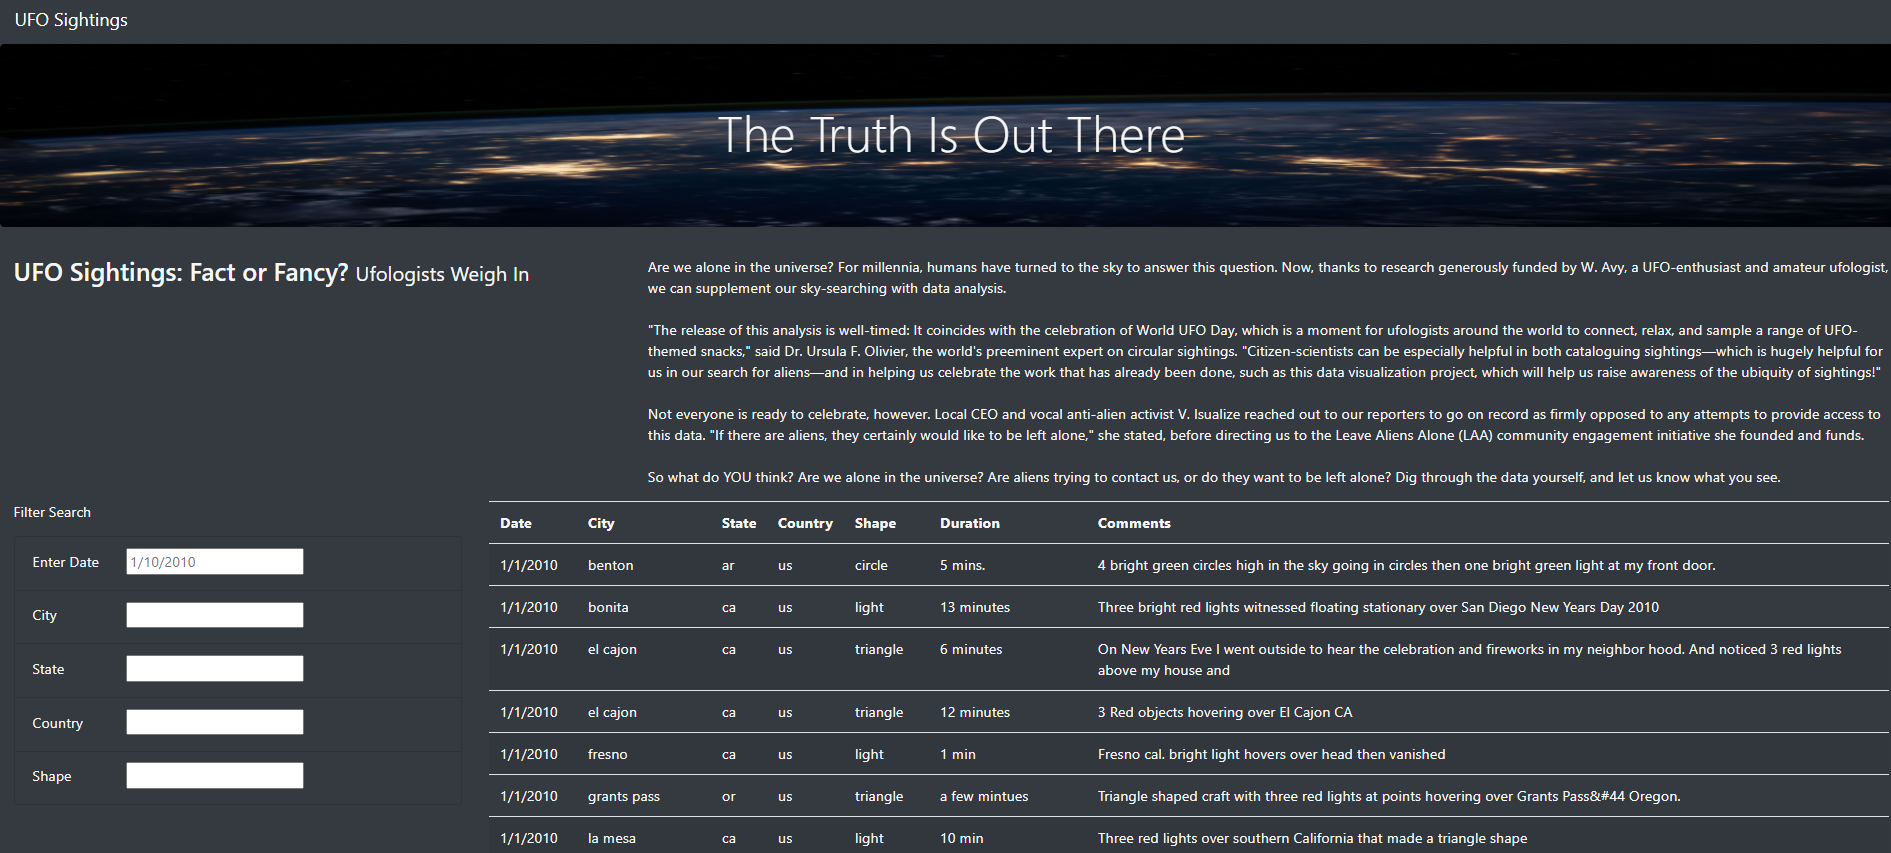 UFO Sightings
The Truth Is Out There
UFO Sightings: Fact or Fancy? Ufologists Weigh In
Are we alone in the universe? For millennia, humans have turned to the sky to answer this question. Now, thanks to research generously funded by W. Avy, a UFO-enthusiast and amateur ufologist,
we can supplement our sky-searching with data analysis.
"The release of this analysis is well-timed: It coincides with the celebration of World UFO Day, which is a moment for ufologists around the world to connect, relax, and sample a range of UFO-
themed snacks," said Dr. Ursula F. Olivier, the world's preeminent expert on circular sightings. "Citizen-scientists can be especially helpful in both cataloguing sightings—which is hugely helpful for
us in our search for aliens—and in helping us celebrate the work that has already been done, such as this data visualization project, which will help us raise awareness of the ubiquity of sightings!"
Not everyone is ready to celebrate, however. Local CEO and vocal anti-alien activist V. Isualize reached out to our reporters to go on record as firmly opposed to any attempts to provide access to
this data. "If there are aliens, they certainly would like to be left alone," she stated, before directing us to the Leave Aliens Alone (LAA) community engagement initiative she founded and funds.
So what do YOU think? Are we alone in the universe? Are aliens trying to contact us, or do they want to be left alone? Dig through the data yourself, and let us know what you see.
Filter Search
Enter Date 1/10/2010
City
State
Country
Shape
Date City State Country Shape Duration Comments
1/1/2010 benton ar us circle 5 mins. 4 bright green circles high in the sky going in circles then one bright green light at my front door.
1/1/2010 bonita ca us light 13 minutes Three bright red lights witnessed floating stationary over San Diego New Years Day 2010
1/1/2010 el cajon ca us triangle 6 minutes On New Years Eve I went outside to hear the celebration and fireworks in my neighbor hood. And noticed 3 red lights
above my house and
1/1/2010 el cajon ca us triangle 12 minutes 3 Red objects hovering over El Cajon CA
1/1/2010 fresno ca us light 1 min Fresno cal. bright light hovers over head then vanished
1/1/2010 grants pass or us triangle a few mintues Triangle shaped craft with three red lights at points hovering over Grants Pass&#44 Oregon.
1/1/2010 la mesa ca us light 10 min Three red lights over southern California that made a triangle shape